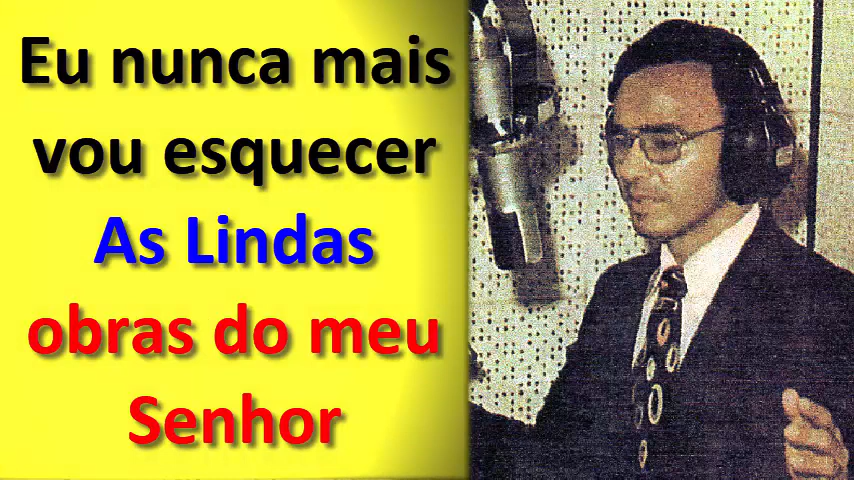 Eu nunca mais
vou esquecer
As Lindas
obras do meu
Senhor